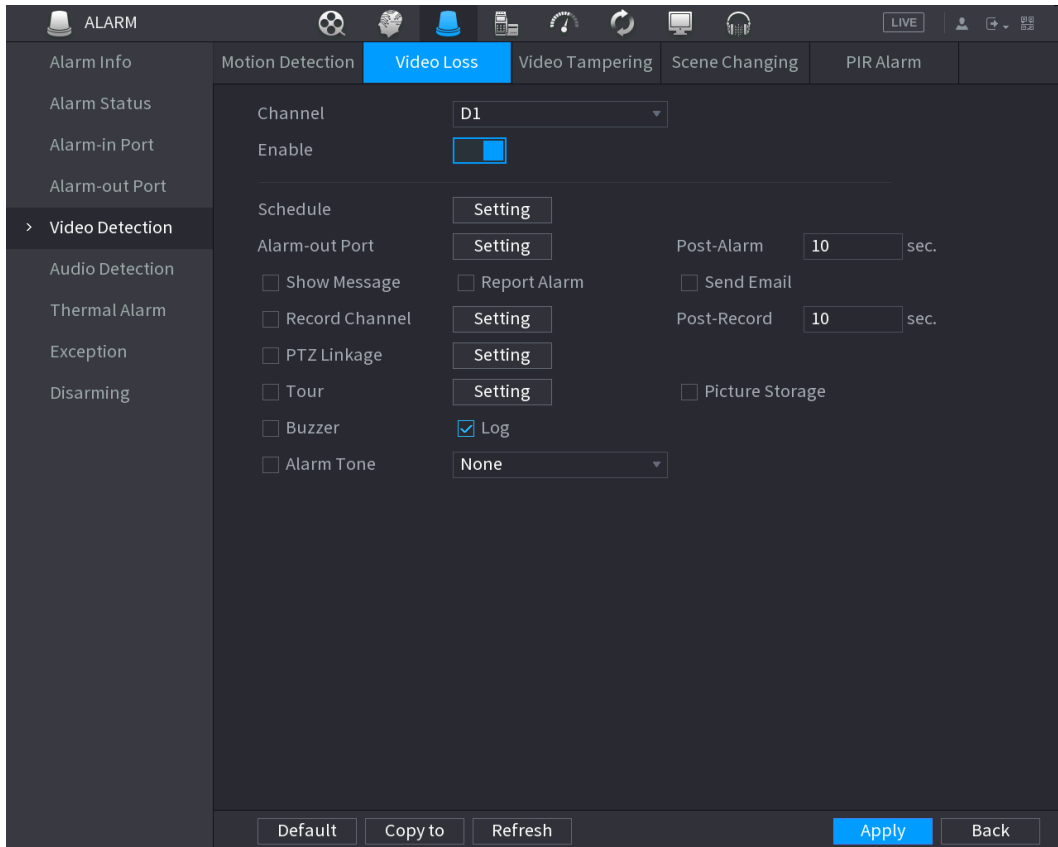 ALARM LIVE
Alarm Info
Alarm Status
Alarm-in Port
Alarm-out Port
> Video Detection
Audio Detection
Thermal Alarm
Exception
Disarming
Motion Detection Video Loss Video Tampering Scene Changing PIR Alarm
Channel D1
Enable
Schedule Setting
Alarm-out Port Setting Post-Alarm 10 sec.
Show Message Report Alarm Send Email
Record Channel Setting Post-Record 10 sec.
PTZ Linkage Setting
Tour Setting Picture Storage
Buzzer Log
Alarm Tone None
Default Copy to Refresh Apply Back